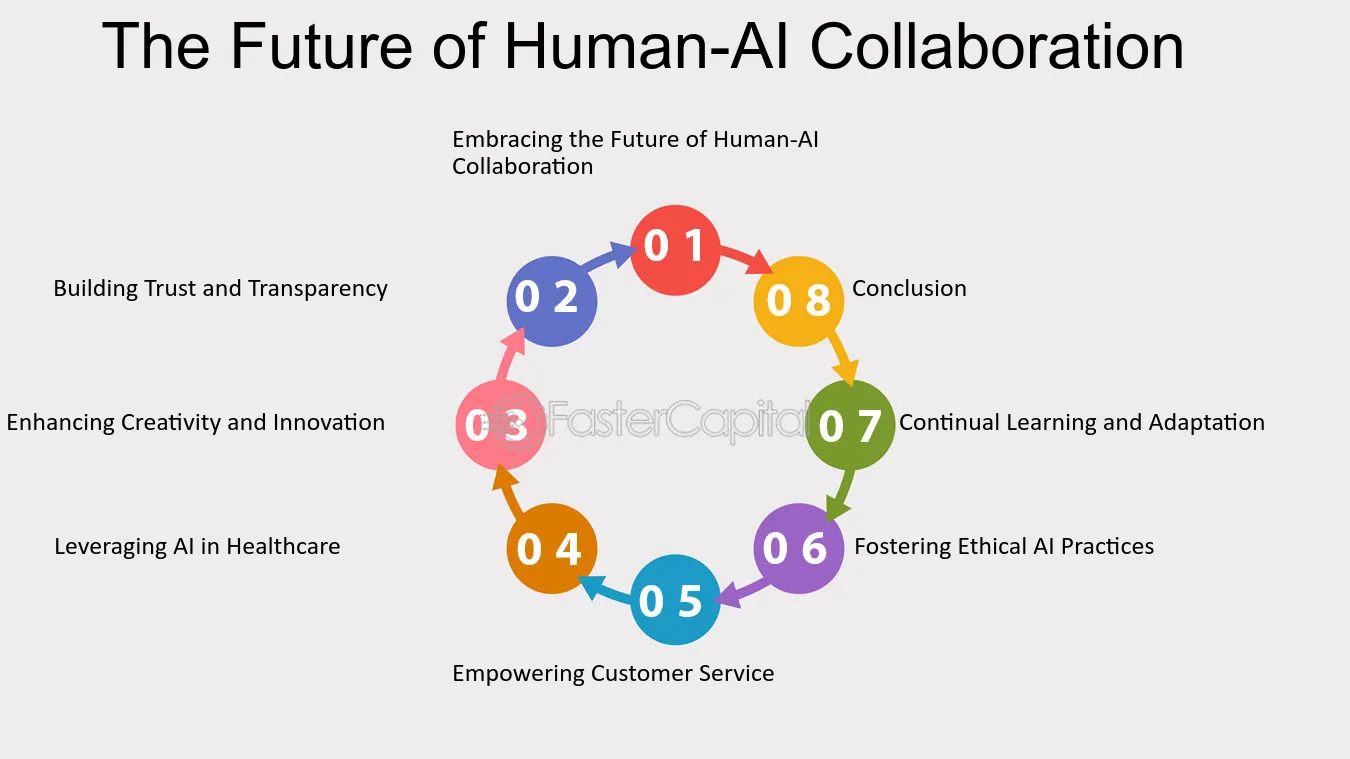 The Future of Human-AI Collaboration
Embracing the Future of Human-AI
Collaboration
0 1
0 2
Building Trust and Transparency
0 8
Conclusion
Enhancing Creativity and Innovation
0 3
FasterCapital
0 7
Continual Learning and Adaptation
Leveraging AI in Healthcare
0 4
0 6
Fostering Ethical AI Practices
0 5
Empowering Customer Service